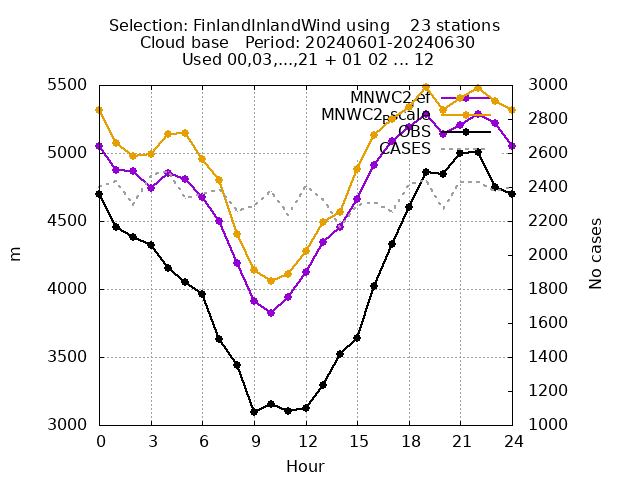 Selection: FinlandInlandWind using    23 stations
Cloud base   Period: 20240601-20240630
Used 00,03,...,21 + 01 02 ... 12
MNWC2_ef
MNWC2_Bscale
OBS
CASES
5500
5000
4500
4000
3500
3000
3000
2800
2600
2400
2200
2000
1800
1600
1400
1200
1000
0 3 6 9 12 15 18 21 24
m
No cases
Hour